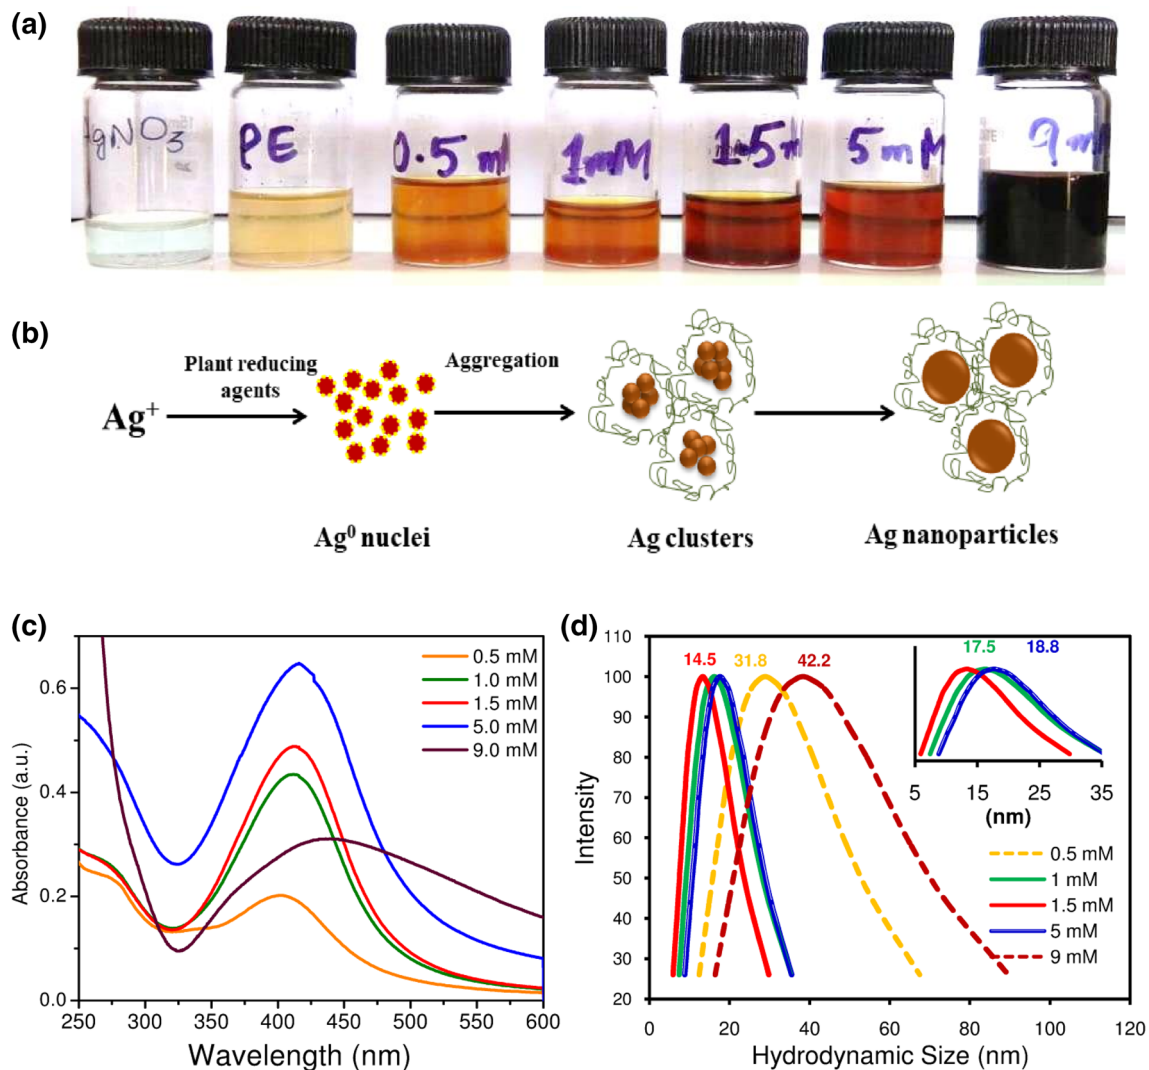 (a)
gNO3
PE
0.5 m
1mM
1.5
5mM
9m
(b)
Plant reducing
agents
Aggregation
Ag⁺
Ag⁰ nuclei
Ag clusters
Ag nanoparticles
(c)
0.5 mM
1.0 mM
1.5 mM
5.0 mM
9.0 mM
0.6
0.4
0.2
0.0
Absorbance (a.u.)
250 300 350 400 450 500 550 600
Wavelength (nm)
(d)
110
100
90
80
70
60
50
40
30
20
Intensity
14.5 31.8 42.2
17.5 18.8
5 15 25 35
(nm)
0.5 mM
1 mM
1.5 mM
5 mM
9 mM
0 20 40 60 80 100 120
Hydrodynamic Size (nm)